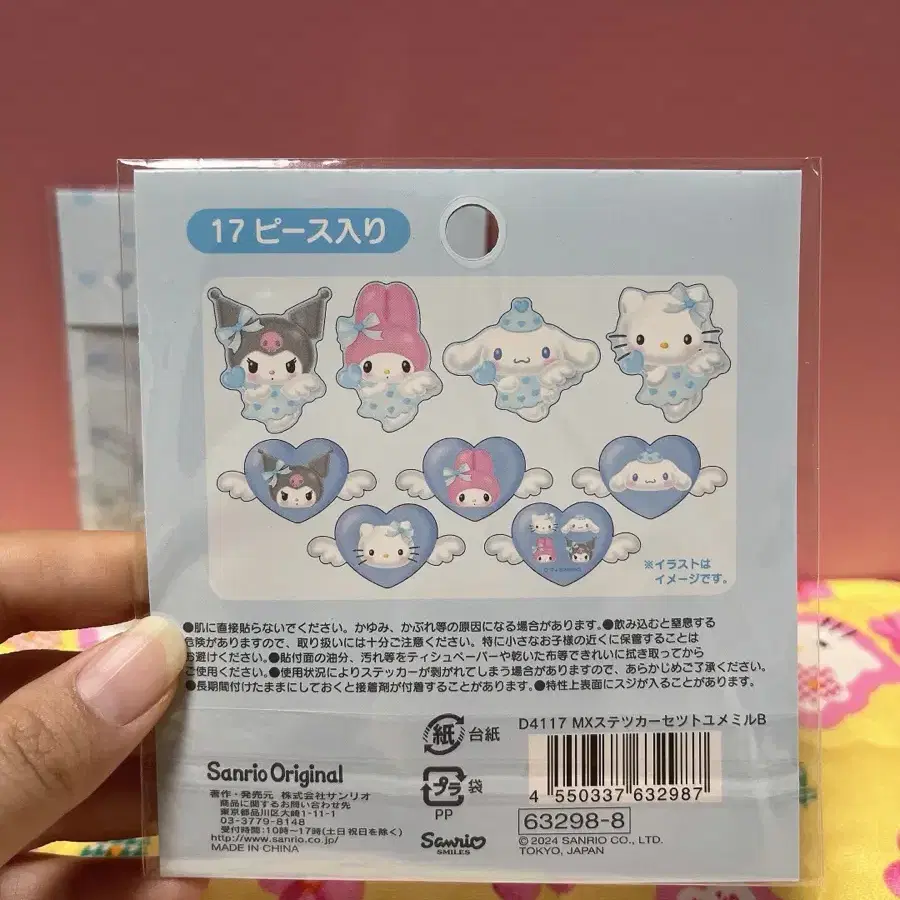 17ピース入り
※イラストは
イメージです。
●肌に直接貼らないでください。かゆみ、かぶれ等の原因になる場合があります。●飲み込むと窒息する
危険がありますので、取り扱いには十分ご注意ください。特に小さなお子様の近くに保管することは
お避けください。●貼付面の油分、汚れ等をティシュペーパーや乾いた布等できれいに拭き取ってから
ご使用ください。●使用状況によりステッカーが剥がれてしまう場合がありますので、あらかじめご了承ください。
●長期間付けたままにしておくと接着剤が付着することがあります。●特性上表面にスジが入ることがあります。
紙 台紙
D4117 MXステツカーセツトユメミルB
プラ 袋
PP
4 550337 632987
63298-8
Sanrio Original
著作・発売元 株式会社サンリオ
商品に関するお問い合わせ先
東京都品川区大崎1-11-1
03-3779-8148
受付時間:10時〜17時(土日祝日を除く)
http://www.sanrio.co.jp/
MADE IN CHINA
Sanrio
SMILES
© 2024 SANRIO CO., LTD.
TOKYO, JAPAN